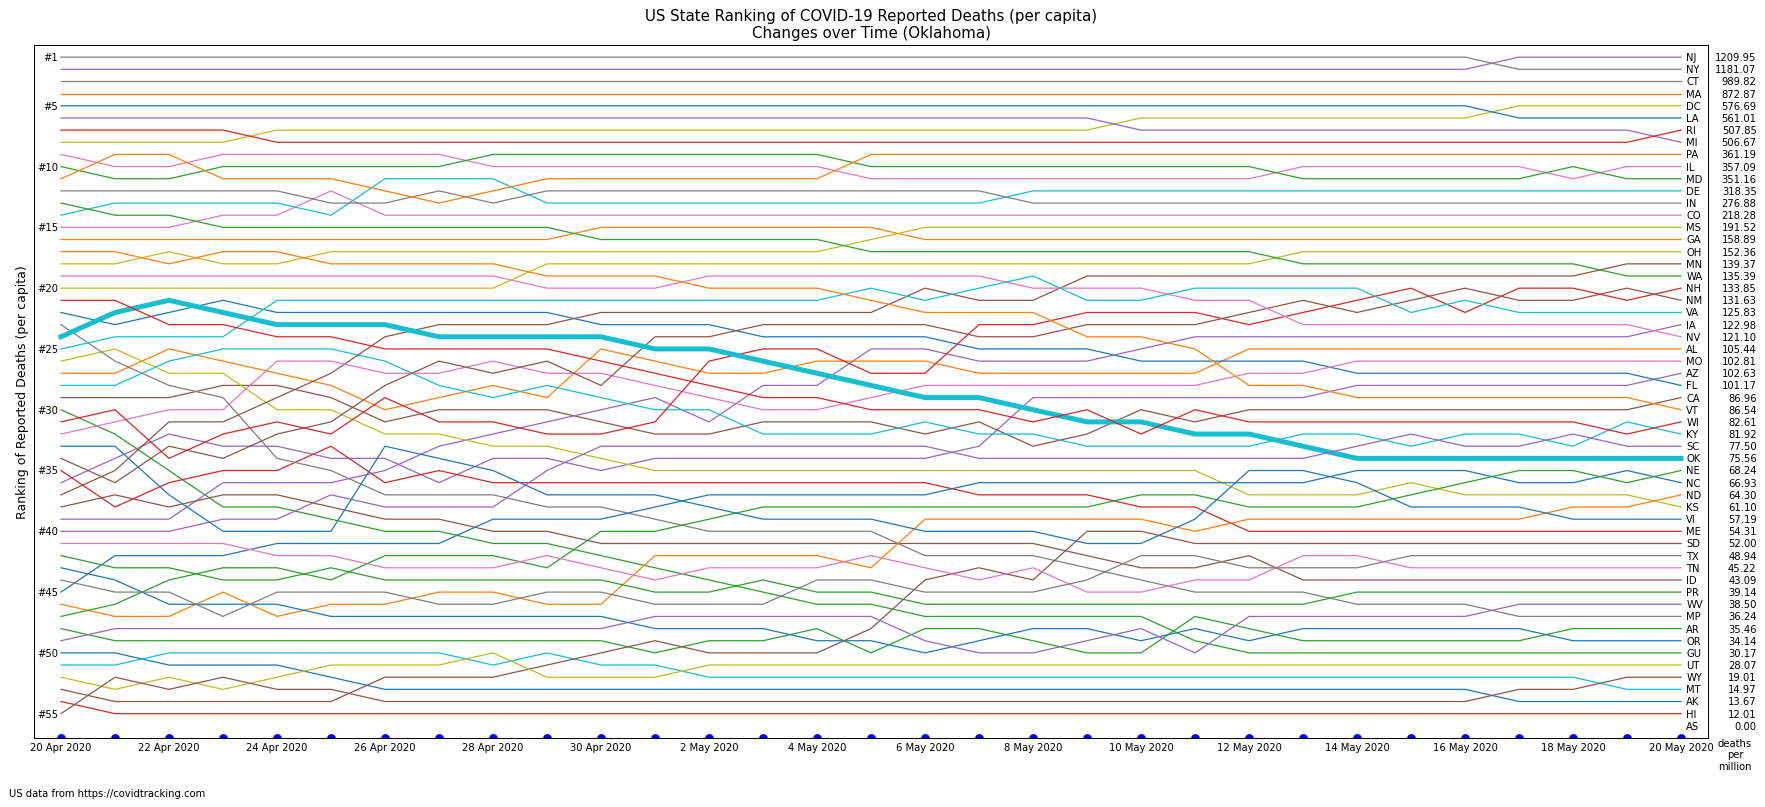 US State Ranking of COVID-19 Reported Deaths (per capita)
Changes over Time (Oklahoma)
Ranking of Reported Deaths (per capita)
#1
#5
#10
#15
#20
#25
#30
#35
#40
#45
#50
#55
NJ 1209.95
NY 1181.07
CT 989.82
MA 872.87
DC 576.69
LA 561.01
RI 507.85
MI 506.67
PA 361.19
IL 357.09
MD 351.16
DE 318.35
IN 276.88
CO 218.28
MS 191.52
GA 158.89
OH 152.36
MN 139.37
WA 135.39
NH 133.85
NM 131.63
VA 125.83
IA 122.98
NV 121.10
AL 105.44
MO 102.81
AZ 102.63
FL 101.17
CA 86.96
VT 86.54
WI 82.61
KY 81.92
SC 77.50
OK 75.56
NE 68.24
NC 66.93
ND 64.30
KS 61.10
VI 57.19
ME 54.31
SD 52.00
TX 48.94
TN 45.22
ID 43.09
PR 39.14
WV 38.50
MP 36.24
AR 35.46
OR 34.14
GU 30.17
UT 28.07
WY 19.01
MT 14.97
AK 13.67
HI 12.01
AS 0.00
20 Apr 2020 22 Apr 2020 24 Apr 2020 26 Apr 2020 28 Apr 2020 30 Apr 2020 2 May 2020 4 May 2020 6 May 2020 8 May 2020 10 May 2020 12 May 2020 14 May 2020 16 May 2020 18 May 2020 20 May 2020
deaths
per
million
US data from https://covidtracking.com